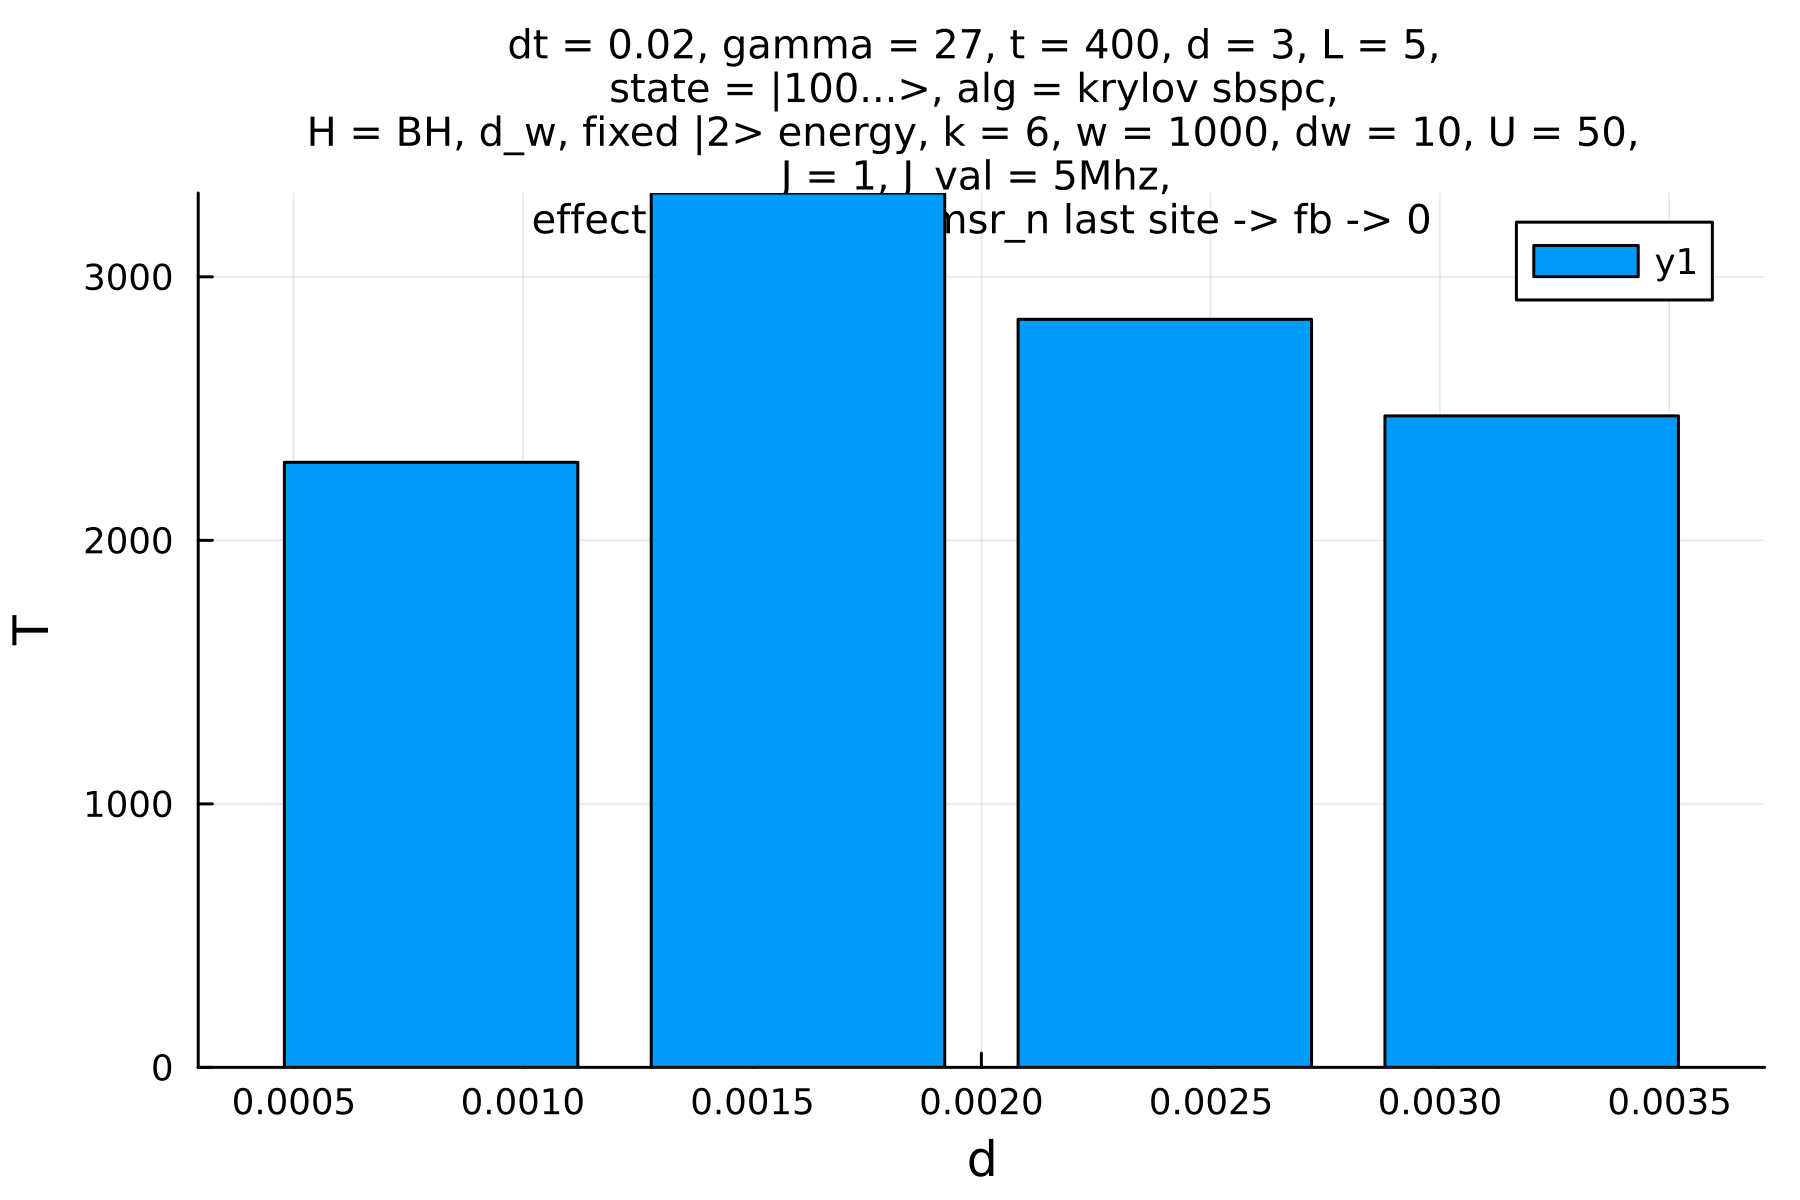 dt = 0.02, gamma = 27, t = 400, d = 3, L = 5,
state = |100...>, alg = krylov sbspc,
H = BH, d_w, fixed |2> energy, k = 6, w = 1000, dw = 10, U = 50,
J = 1, J_val = 5Mhz,
effect msr_n last site -> fb -> 0
y1
3000
2000
1000
0
T
0.0005 0.0010 0.0015 0.0020 0.0025 0.0030 0.0035
d